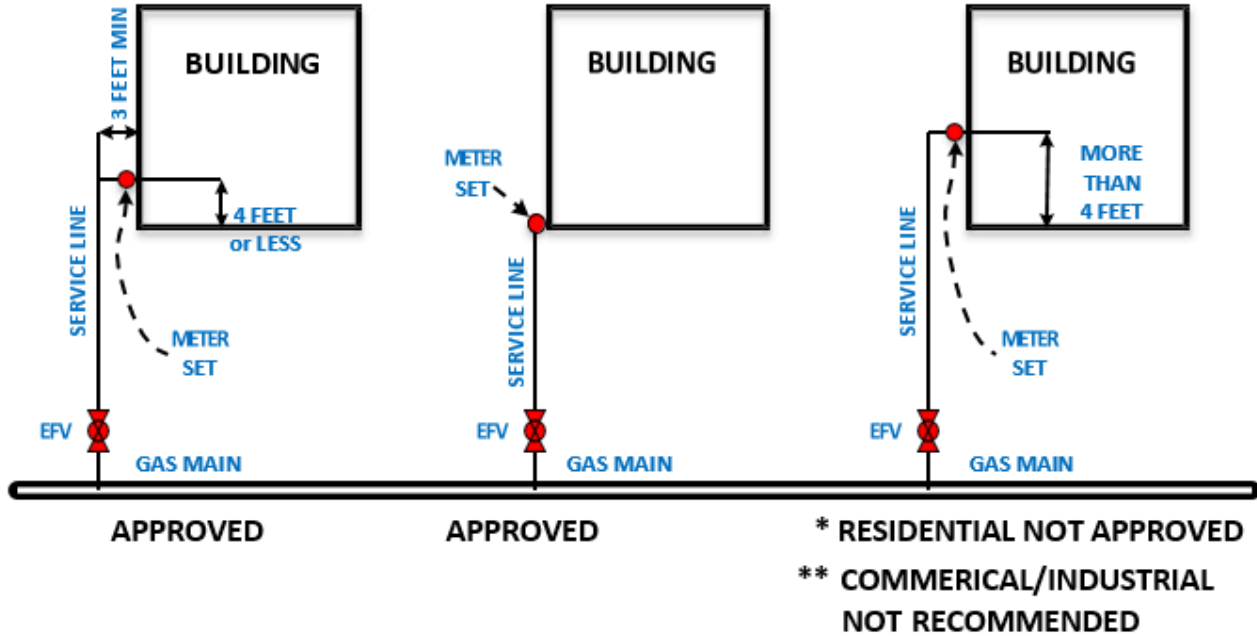 3 FEET MIN
BUILDING
4 FEET
or LESS
SERVICE LINE
METER
SET
EFV
GAS MAIN
APPROVED
BUILDING
METER
SET
SERVICE LINE
EFV
GAS MAIN
APPROVED
BUILDING
MORE
THAN
4 FEET
SERVICE LINE
METER
SET
EFV
GAS MAIN
* RESIDENTIAL NOT APPROVED
** COMMERICAL/INDUSTRIAL
NOT RECOMMENDED